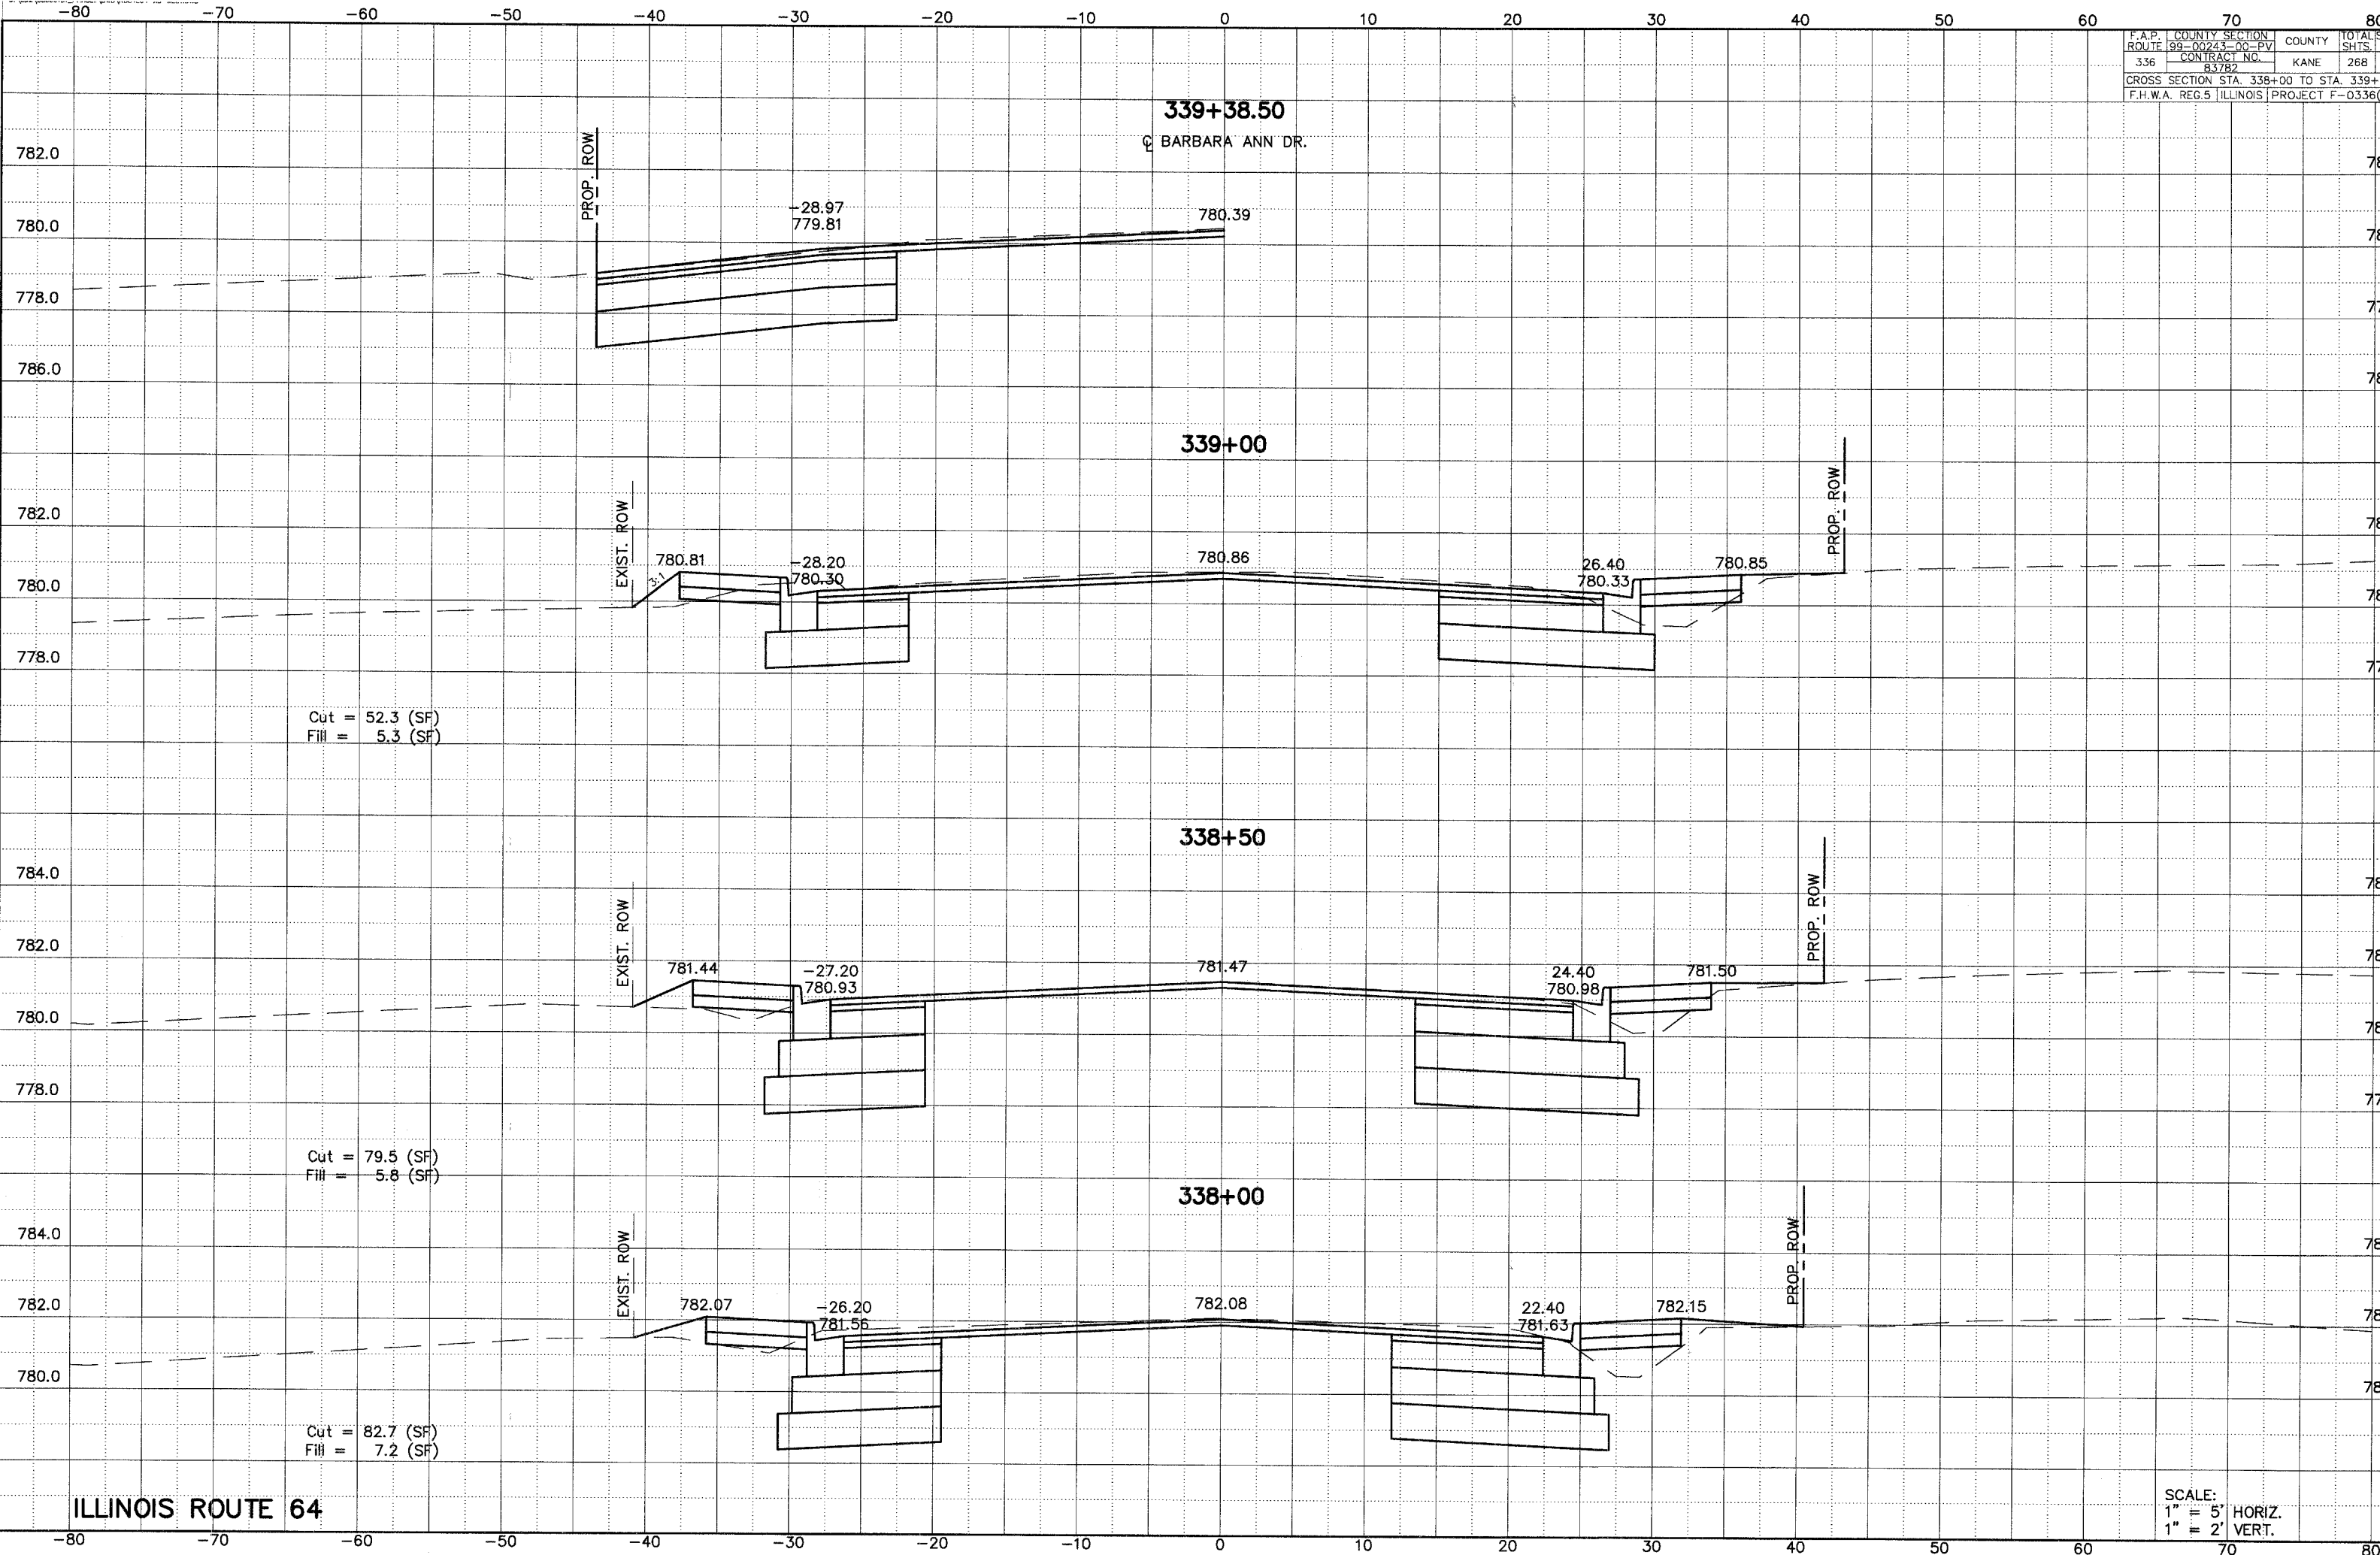 -80 -70 -60 -50 -40 -30 -20 -10 0 10 20 30 40 50 60 70 80
F.A.P. ROUTE COUNTY SECTION COUNTY TOTAL SHTS.
99-00243-00-PV
336 CONTRACT NO. 83782 KANE 268
CROSS SECTION STA. 338+00 TO STA. 339+
F.H.W.A. REG.5 ILLINOIS PROJECT F-0336(
339+38.50
℄ BARBARA ANN DR.
782.0
PROP. ROW
-28.97
779.81
780.39
780.0
778.0
786.0
339+00
782.0
EXIST. ROW
3:1
780.81
-28.20
780.30
780.86
26.40
780.33
780.85
PROP. ROW
780.0
778.0
Cut = 52.3 (SF)
Fill = 5.3 (SF)
338+50
784.0
782.0
EXIST. ROW
781.44
-27.20
780.93
781.47
24.40
780.98
781.50
PROP. ROW
780.0
778.0
Cut = 79.5 (SF)
Fill = 5.8 (SF)
338+00
784.0
782.0
EXIST. ROW
782.07
-26.20
781.56
782.08
22.40
781.63
782.15
PROP. ROW
780.0
Cut = 82.7 (SF)
Fill = 7.2 (SF)
ILLINOIS ROUTE 64
SCALE:
1" = 5' HORIZ.
1" = 2' VERT.
-80 -70 -60 -50 -40 -30 -20 -10 0 10 20 30 40 50 60 70 80